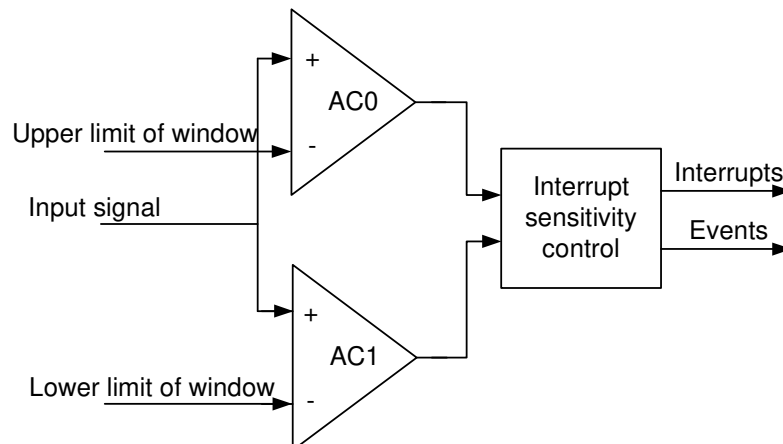 +
AC0
Upper limit of window
-
Input signal
Interrupt
sensitivity
control
Interrupts
Events
+
AC1
Lower limit of window
-